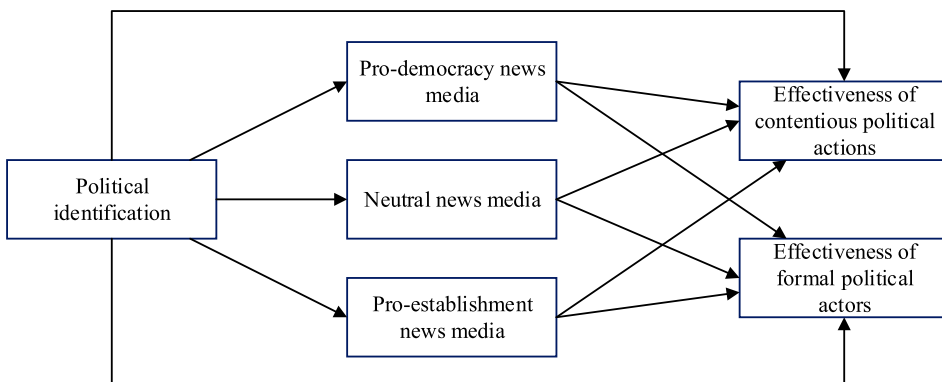 Pro-democracy news
media
Effectiveness of
contentious political
actions
Political
identification
Neutral news media
Effectiveness of
formal political
actors
Pro-establishment
news media